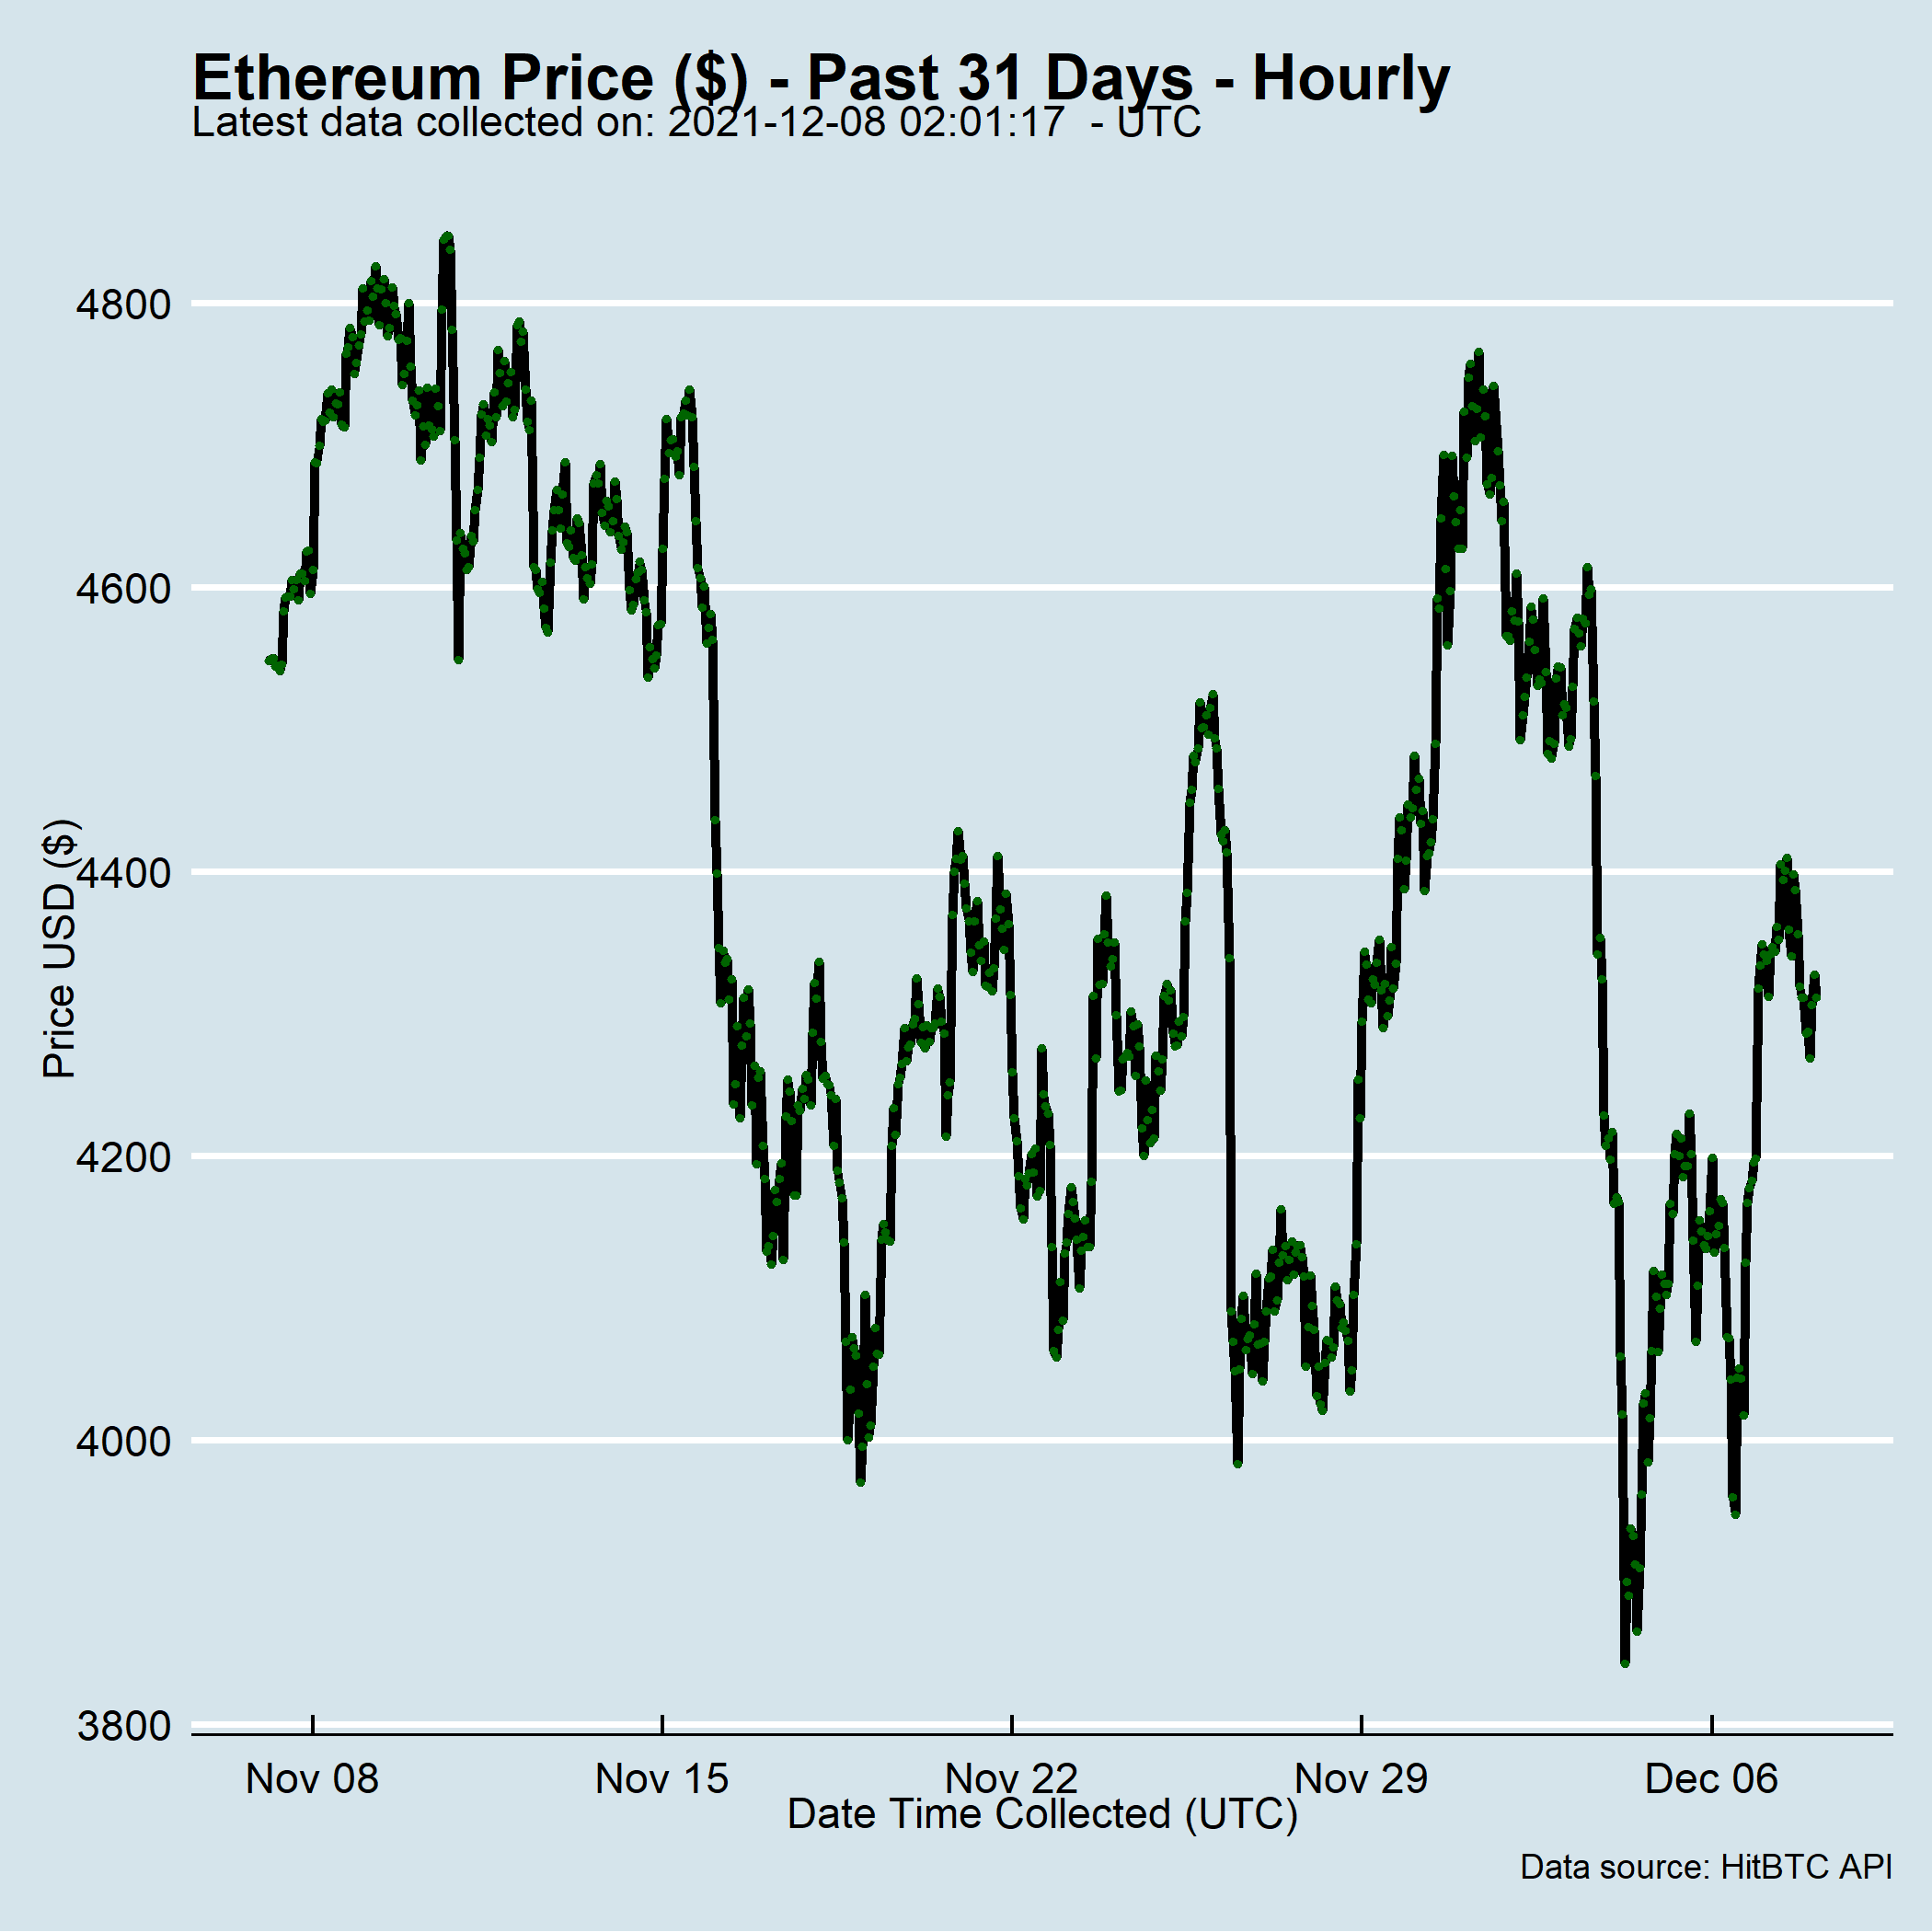 Ethereum Price ($) - Past 31 Days - Hourly
Latest data collected on: 2021-12-08 02:01:17  - UTC
Price USD ($)
4800
4600
4400
4200
4000
3800
Nov 08
Nov 15
Nov 22
Nov 29
Dec 06
Date Time Collected (UTC)
Data source: HitBTC API